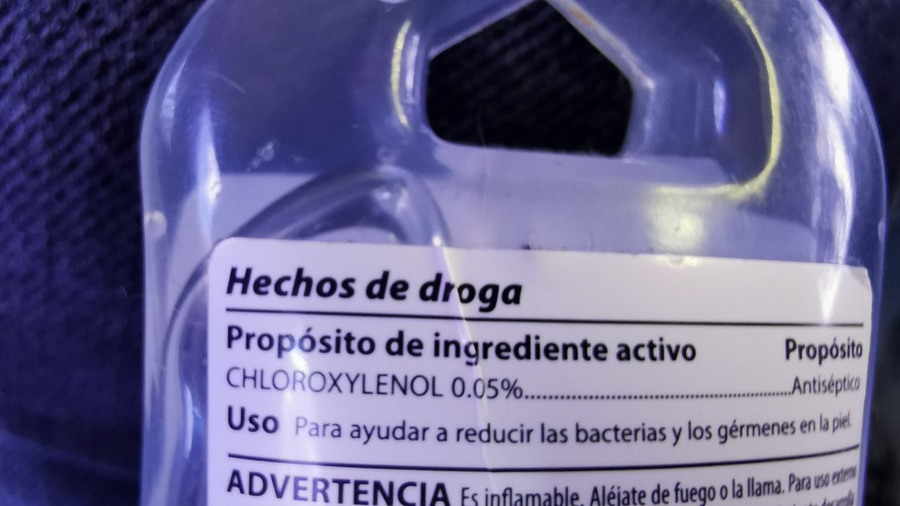 Hechos de droga
Propósito de ingrediente activo Propósito
CHLOROXYLENOL 0.05%......................................................Antiséptico
Uso Para ayudar a reducir las bacterias y los gérmenes en la piel.
ADVERTENCIA Es inflamable. Aléjate de fuego o la llama. Para uso externo